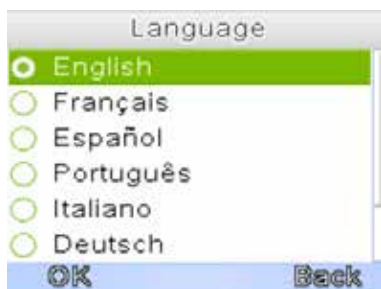 Language
English
Français
Español
Português
Italiano
Deutsch
OK Back